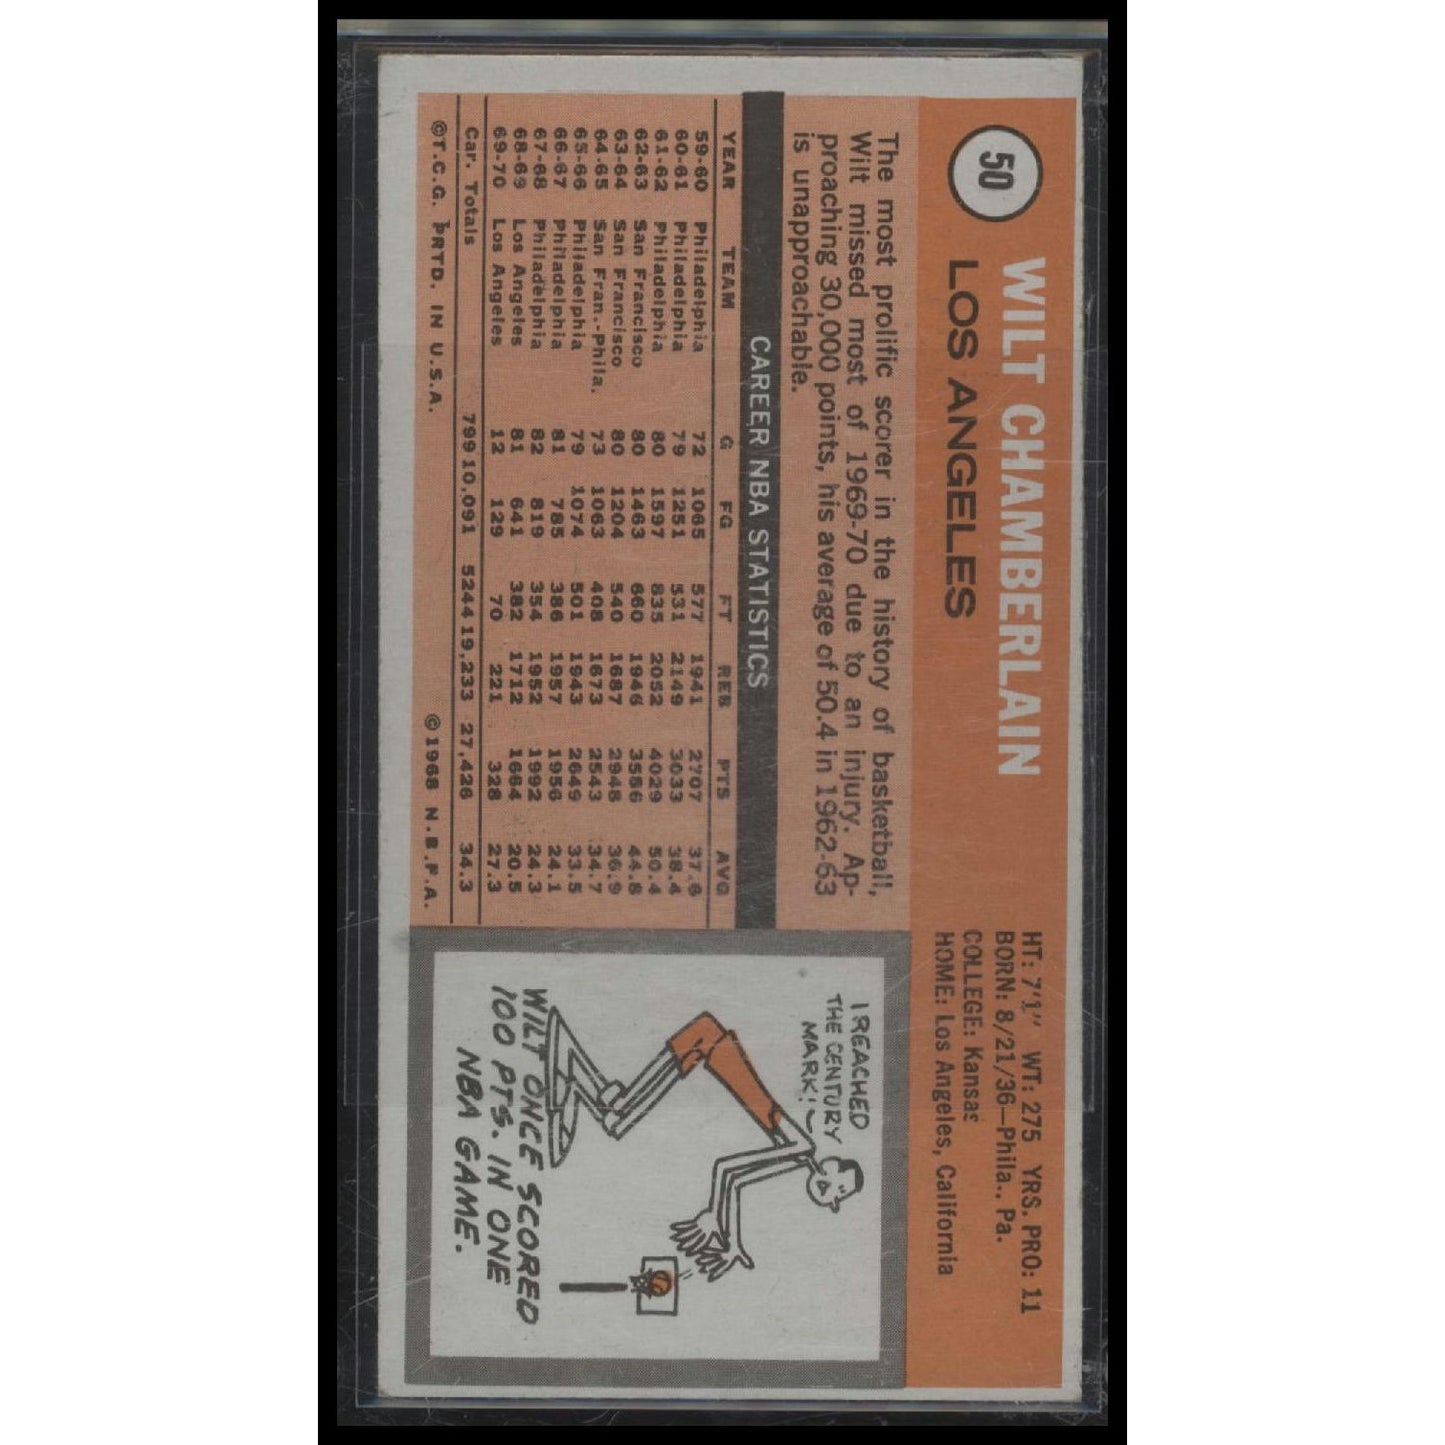 50
WILT CHAMBERLAIN
LOS ANGELES
HT: 7'1" WT: 275 YRS. PRO: 11
BORN: 8/21/36—Phila., Pa.
COLLEGE: Kansas
HOME: Los Angeles, California
The most prolific scorer in the history of basketball,
Wilt missed most of 1969-70 due to an injury. Ap-
proaching 30,000 points, his average of 50.4 in 1962-63
is unapproachable.
CAREER NBA STATISTICS
YEAR TEAM G FG FT REB PTS AVG
59-60 Philadelphia 72 1065 577 1941 2707 37.6
60-61 Philadelphia 79 1251 531 2149 3033 38.4
61-62 Philadelphia 80 1597 835 2052 4029 50.4
62-63 San Francisco 80 1463 660 1946 3586 44.8
63-64 San Francisco 80 1204 540 1687 2948 36.9
64-65 San Fran.-Phila. 73 1063 408 1673 2543 34.7
65-66 Philadelphia 79 1074 501 1943 2649 33.5
66-67 Philadelphia 81 785 386 1957 1956 24.1
67-68 Philadelphia 82 819 354 1952 1992 24.3
68-69 Los Angeles 81 641 382 1712 1664 20.5
69-70 Los Angeles 12 129 70 221 328 27.3
Car. Totals 799 10,091 5244 19,233 27,426 34.3
©T.C.G. PRTD. IN U.S.A. ©1968 N.B.P.A.
I REACHED
THE CENTURY
MARK!
WILT ONCE SCORED
100 PTS. IN ONE
NBA GAME.